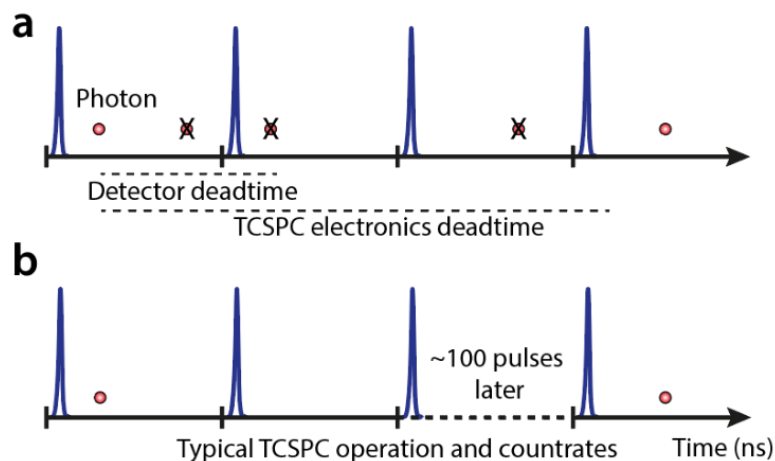 a
Photon
X X X
Detector deadtime
TCSPC electronics deadtime
b
~100 pulses
later
Typical TCSPC operation and countrates
Time (ns)